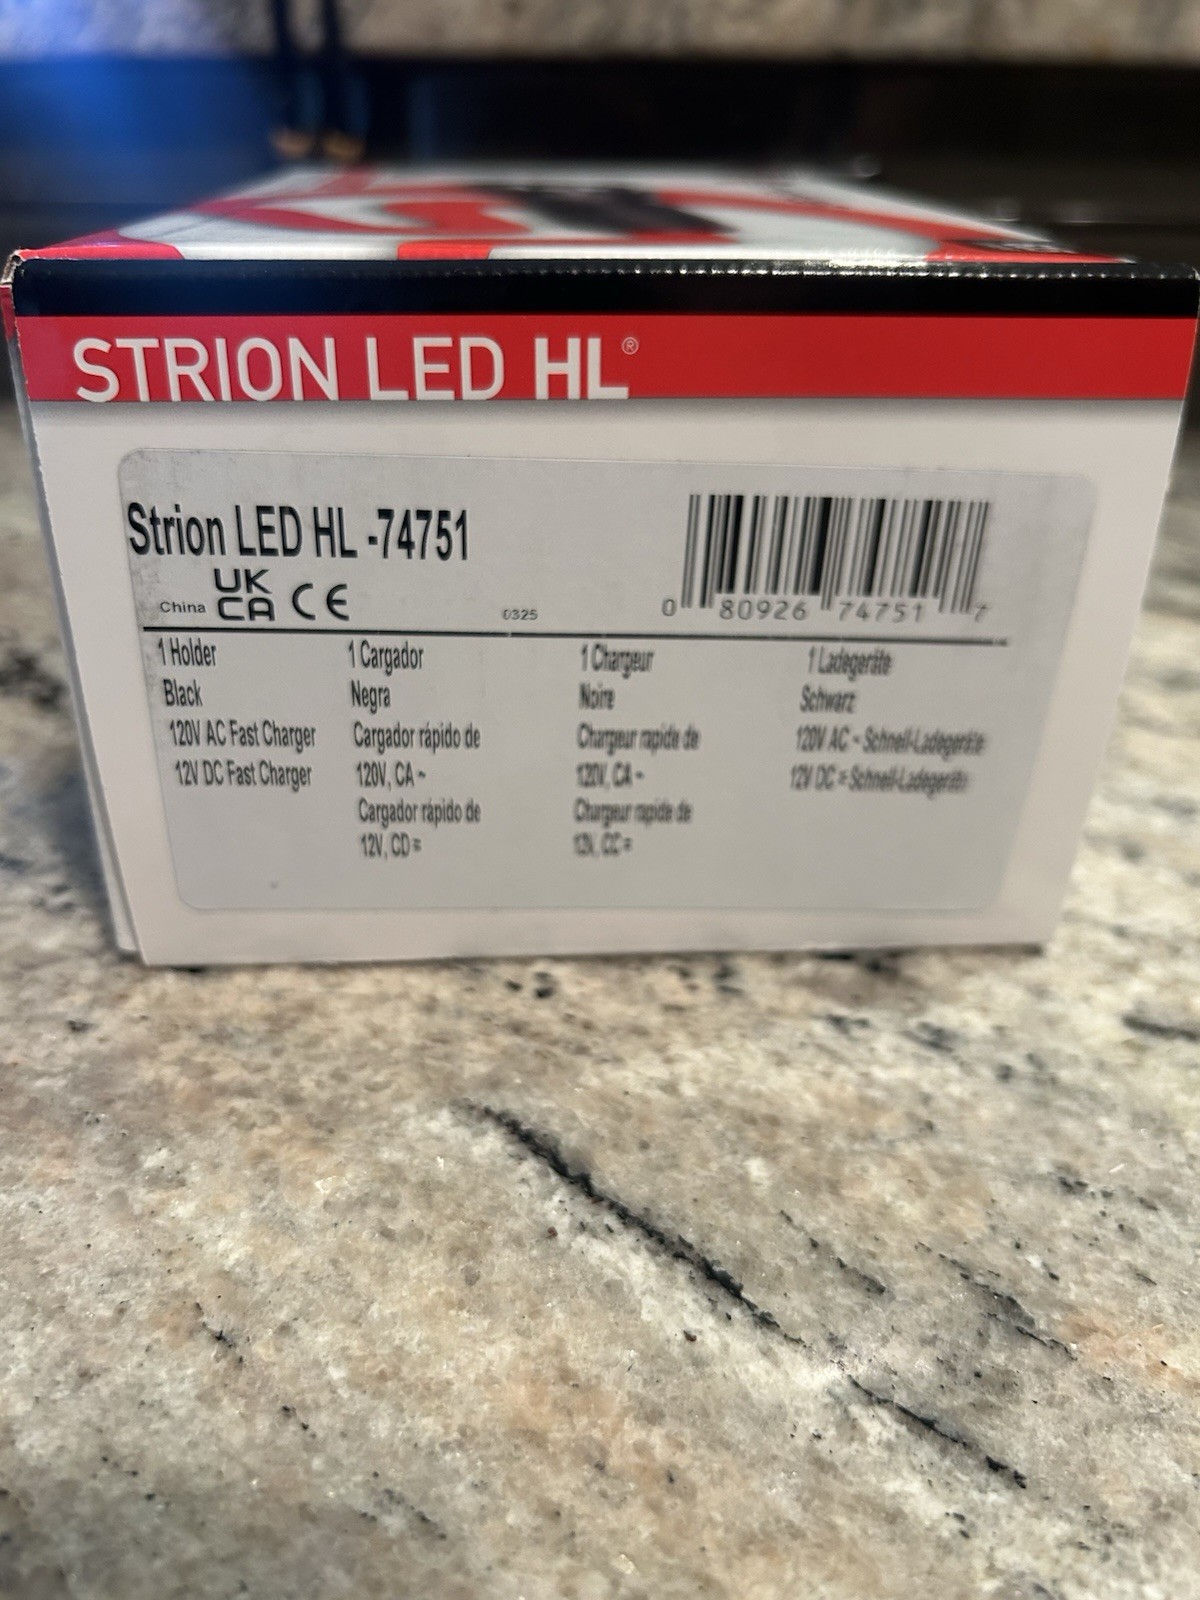 STRION LED HL®
Strion LED HL -74751
China UK CA CE 0325
0 80926 74751 7
1 Holder
Black
120V AC Fast Charger
12V DC Fast Charger
1 Cargador
Negra
Cargador rápido de
120V, CA ~
Cargador rápido de
12V, CD =
1 Chargeur
Noire
Chargeur rapide de
120V, CA ~
Chargeur rapide de
12V, CC =
1 Ladegeräte
Schwarz
120V AC ~ Schnell-Ladegeräte
12V DC = Schnell-Ladegeräte